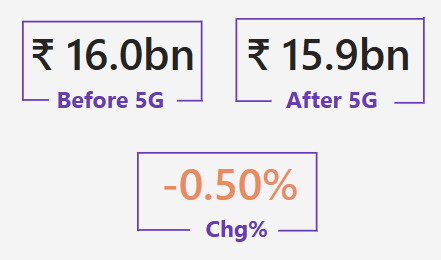 ₹ 16.0bn
Before 5G
₹ 15.9bn
After 5G
-0.50%
Chg%